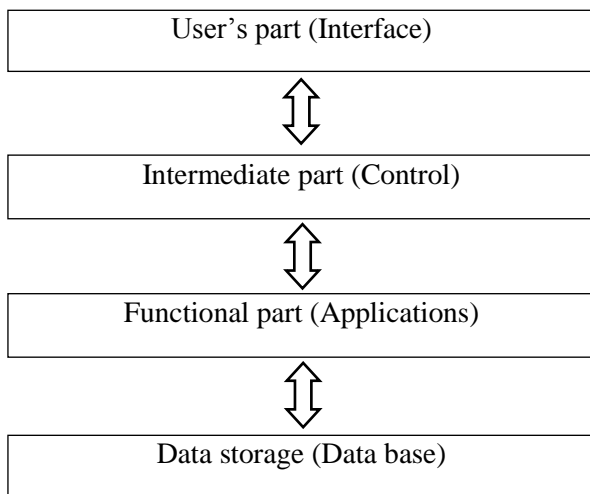 User’s part (Interface)
Intermediate part (Control)
Functional part (Applications)
Data storage (Data base)